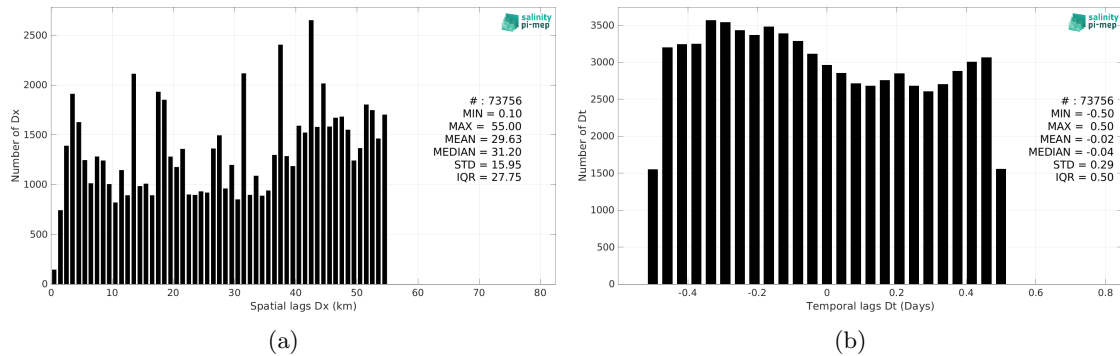 salinity
pi-mep
2500
2000
1500
1000
500
0
Number of Dx
# : 73756
MIN = 0.10
MAX = 55.00
MEAN = 29.63
MEDIAN = 31.20
STD = 15.95
IQR = 27.75
0 10 20 30 40 50 60 70 80
Spatial lags Dx (km)
(a)
salinity
pi-mep
3500
3000
2500
2000
1500
1000
500
0
Number of Dt
# : 73756
MIN = -0.50
MAX = 0.50
MEAN = -0.02
MEDIAN = -0.04
STD = 0.29
IQR = 0.50
-0.4 -0.2 0 0.2 0.4 0.6 0.8
Temporal lags Dt (Days)
(b)